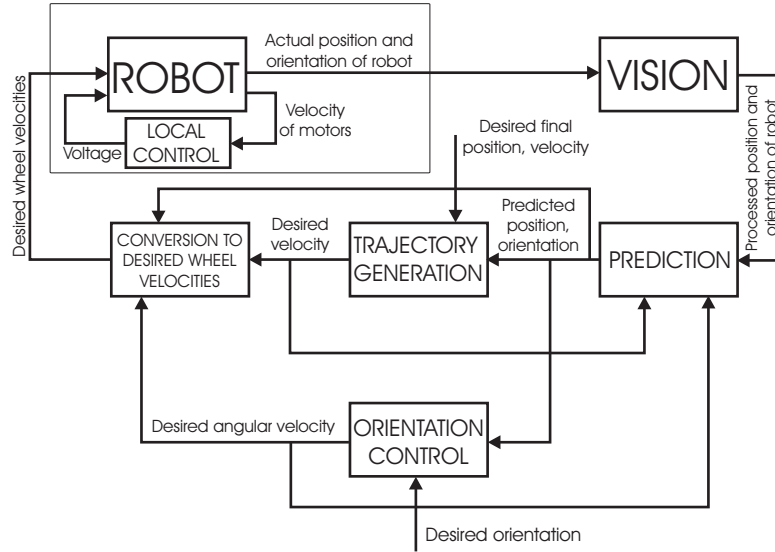 Actual position and
orientation of robot
ROBOT
VISION
Velocity
of motors
LOCAL
CONTROL
Voltage
Desired wheel velocities
Processed position and
orientation of robot
Desired final
position, velocity
Predicted
position,
orientation
Desired
velocity
CONVERSION TO
DESIRED WHEEL
VELOCITIES
TRAJECTORY
GENERATION
PREDICTION
Desired angular velocity
ORIENTATION
CONTROL
Desired orientation